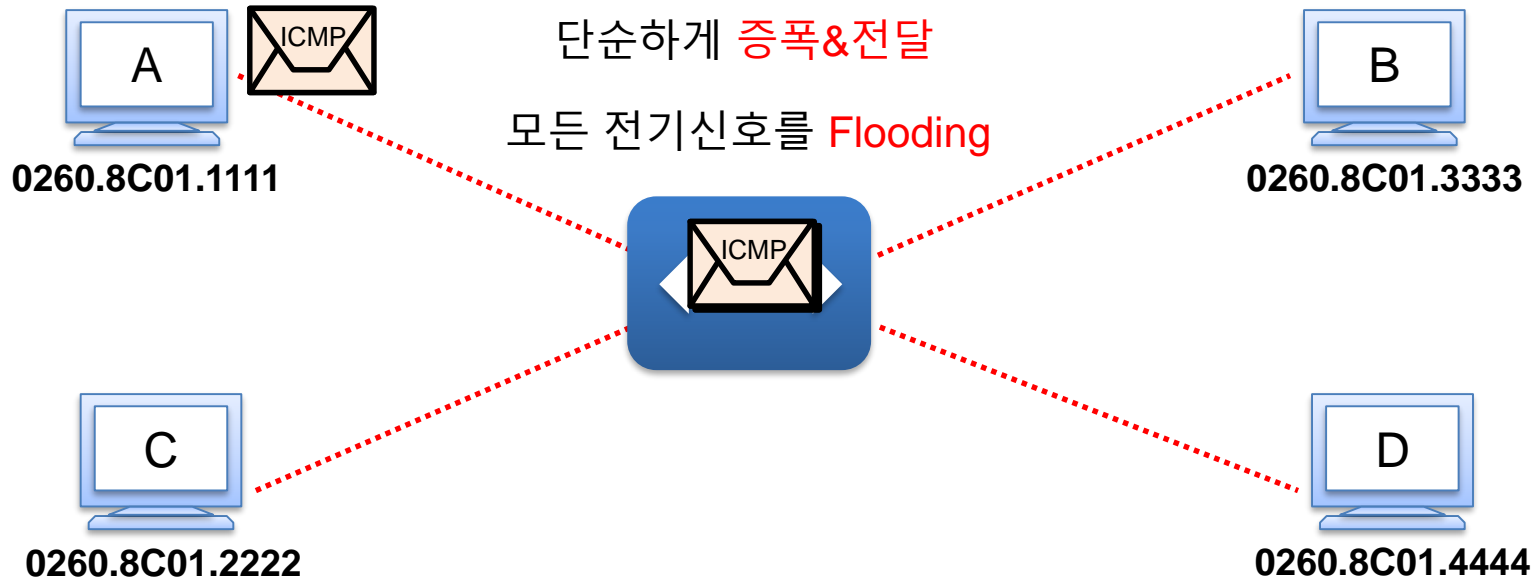 단순하게 증폭&전달
모든 전기신호를 Flooding
A
ICMP
0260.8C01.1111
B
0260.8C01.3333
ICMP
C
0260.8C01.2222
D
0260.8C01.4444